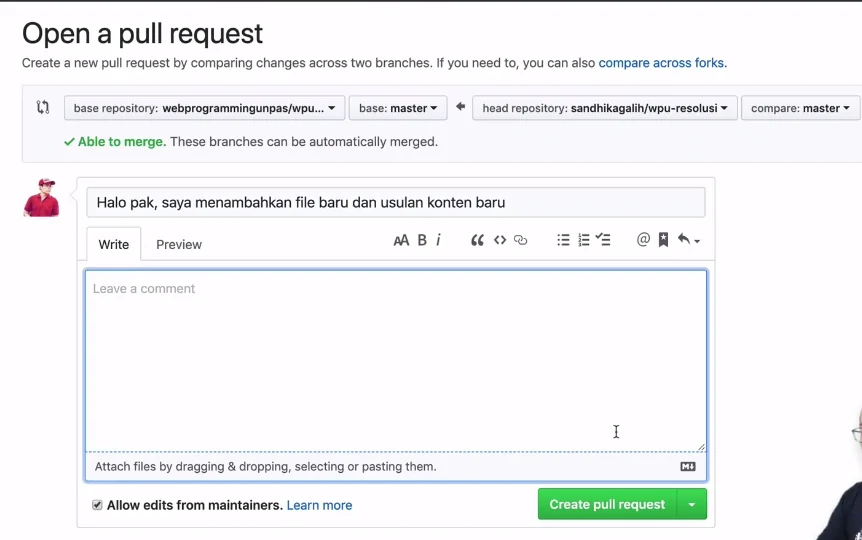 Open a pull request
Create a new pull request by comparing changes across two branches. If you need to, you can also compare across forks.
base repository: webprogrammingunpas/wpu... base: master head repository: sandhikagalih/wpu-resolusi compare: master
Able to merge. These branches can be automatically merged.
Halo pak, saya menambahkan file baru dan usulan konten baru
Write Preview
Leave a comment
Attach files by dragging & dropping, selecting or pasting them.
Allow edits from maintainers. Learn more
Create pull request